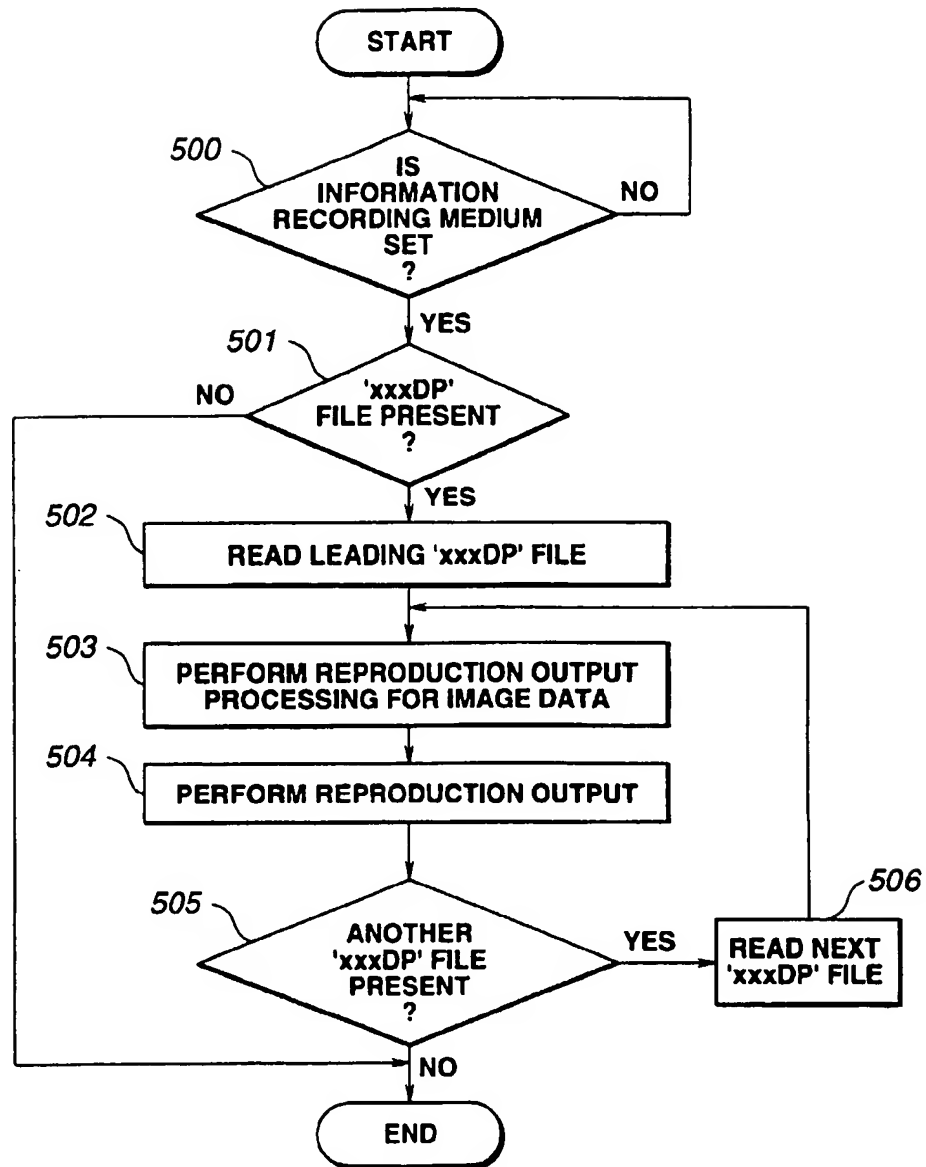 START
500
IS
INFORMATION
RECORDING MEDIUM
SET
?
NO
YES
501
'xxxDP'
FILE PRESENT
?
NO
YES
502
READ LEADING 'xxxDP' FILE
503
PERFORM REPRODUCTION OUTPUT
PROCESSING FOR IMAGE DATA
504
PERFORM REPRODUCTION OUTPUT
505
ANOTHER
'xxxDP' FILE
PRESENT
?
YES
506
READ NEXT
'xxxDP' FILE
NO
END